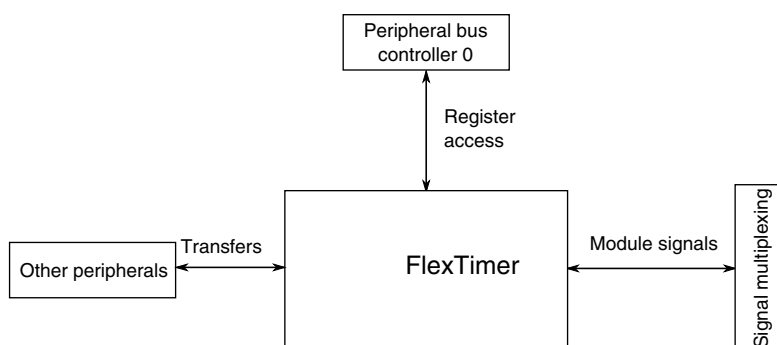 Peripheral bus
controller 0
Register
access
Transfers
Other peripherals
FlexTimer
Module signals
Signal multiplexing